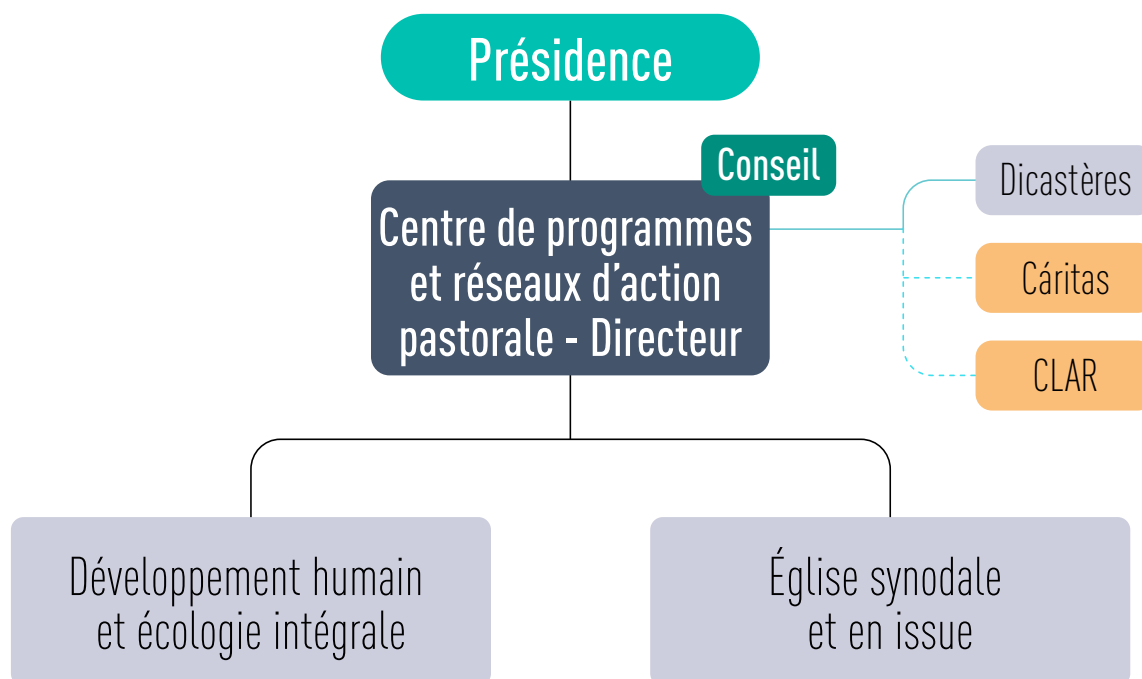 Présidence
Conseil
Centre de programmes
et réseaux d'action
pastorale - Directeur
Dicastères
Cáritas
CLAR
Développement humain
et écologie intégrale
Église synodale
et en issue